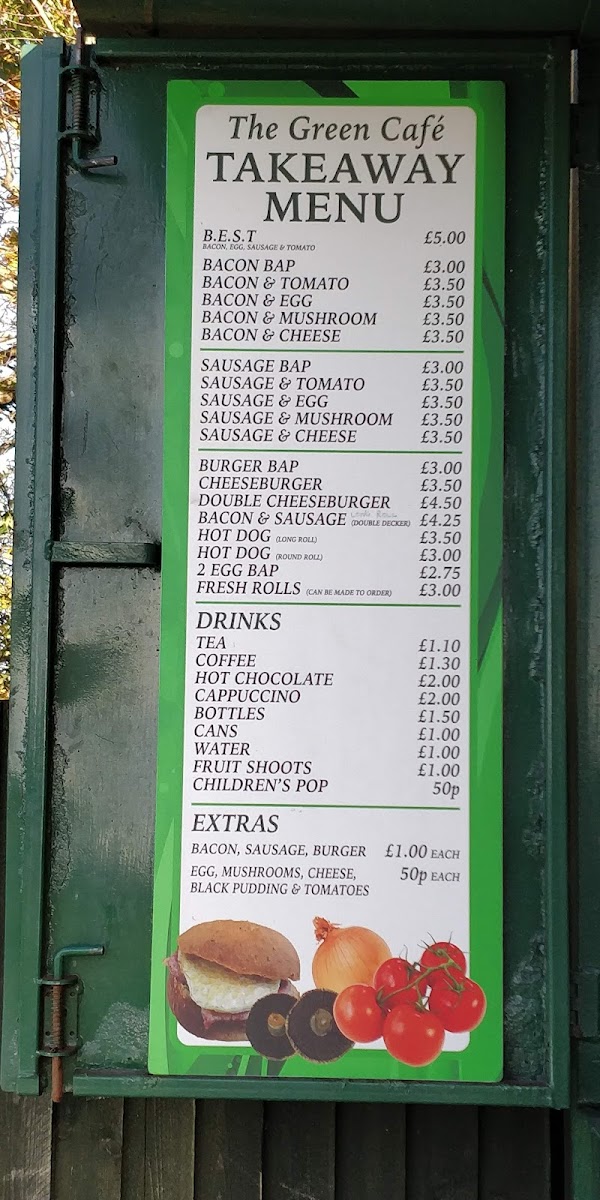 The Green Café
TAKEAWAY
MENU
B.E.S.T £5.00
BACON, EGG, SAUSAGE & TOMATO
BACON BAP £3.00
BACON & TOMATO £3.50
BACON & EGG £3.50
BACON & MUSHROOM £3.50
BACON & CHEESE £3.50
SAUSAGE BAP £3.00
SAUSAGE & TOMATO £3.50
SAUSAGE & EGG £3.50
SAUSAGE & MUSHROOM £3.50
SAUSAGE & CHEESE £3.50
BURGER BAP £3.00
CHEESEBURGER £3.50
DOUBLE CHEESEBURGER £4.50
BACON & SAUSAGE (DOUBLE DECKER) £4.25
HOT DOG (LONG ROLL) £3.50
HOT DOG (ROUND ROLL) £3.00
2 EGG BAP £2.75
FRESH ROLLS (CAN BE MADE TO ORDER) £3.00
DRINKS
TEA £1.10
COFFEE £1.30
HOT CHOCOLATE £2.00
CAPPUCCINO £2.00
BOTTLES £1.50
CANS £1.00
WATER £1.00
FRUIT SHOOTS £1.00
CHILDREN'S POP 50p
EXTRAS
BACON, SAUSAGE, BURGER £1.00 EACH
EGG, MUSHROOMS, CHEESE, 50p EACH
BLACK PUDDING & TOMATOES